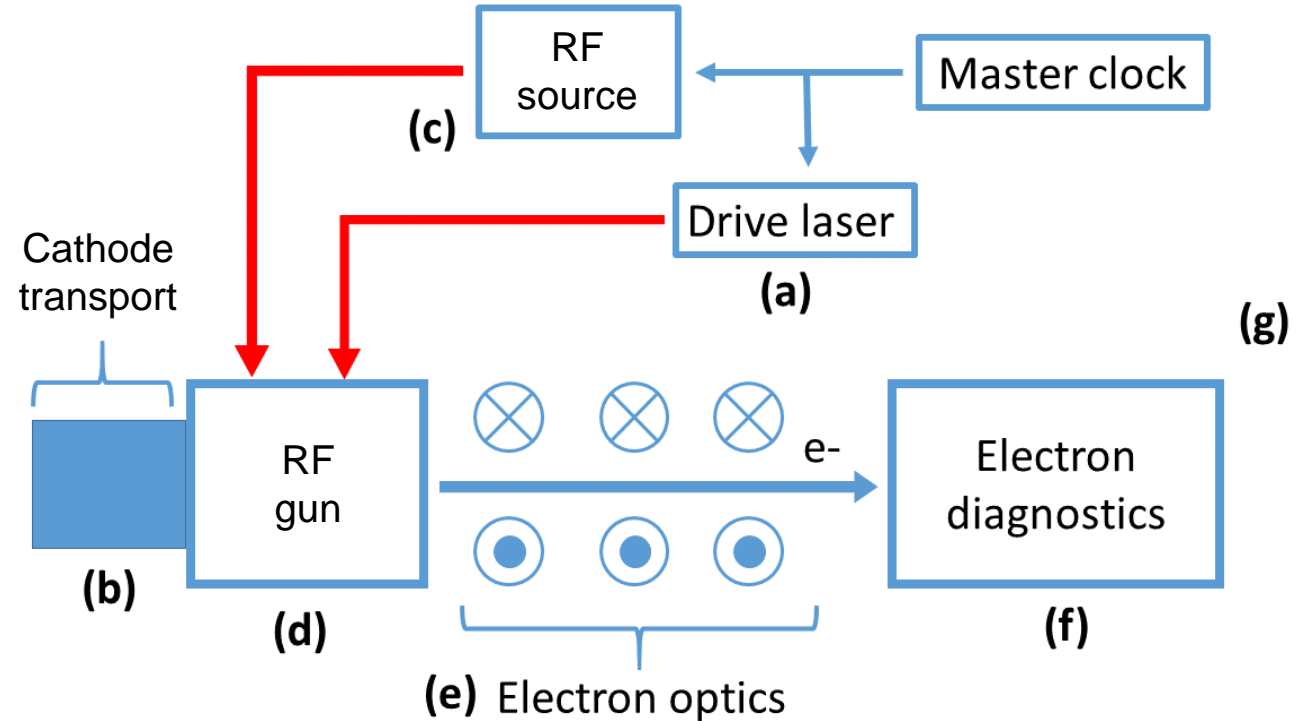 RF
source
Master clock
(c)
Drive laser
(a)
Cathode
transport
(g)
RF
gun
e-
Electron
diagnostics
(b)
(d)
(f)
(e) Electron optics